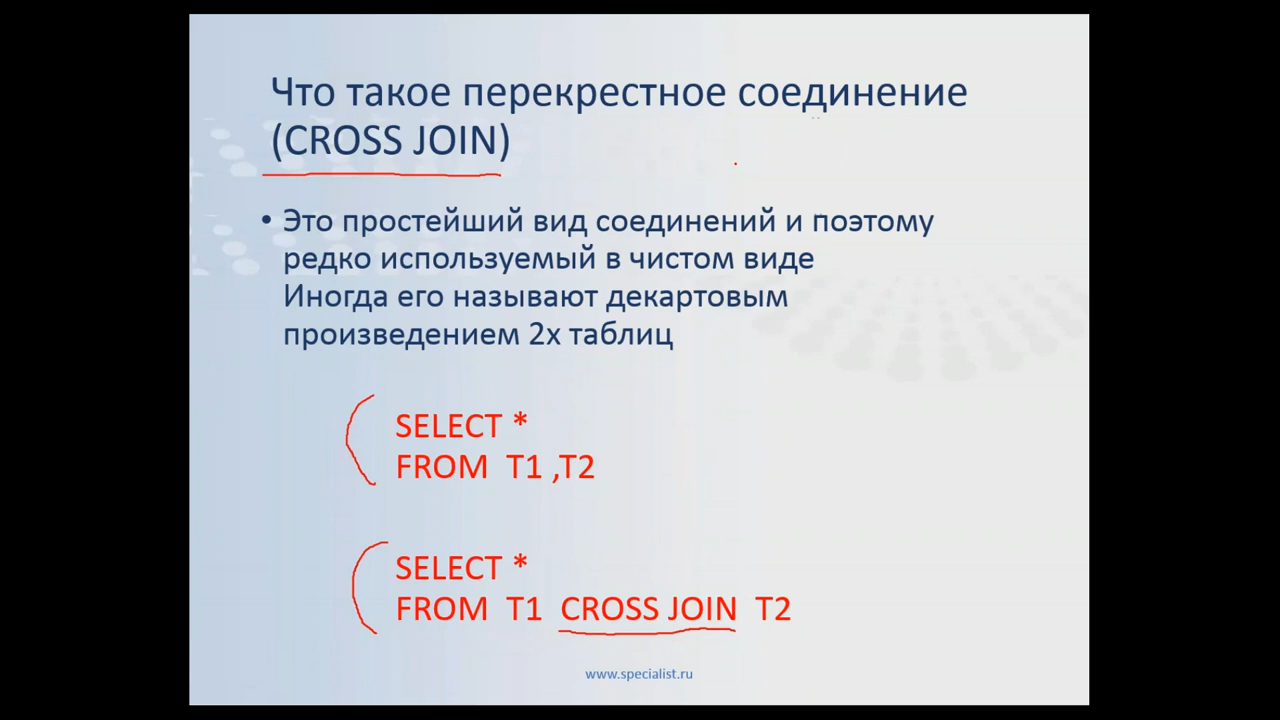 Что такое перекрестное соединение
(CROSS JOIN)
• Это простейший вид соединений и поэтому
редко используемый в чистом виде
Иногда его называют декартовым
произведением 2х таблиц
SELECT *
FROM T1 ,T2
SELECT *
FROM T1 CROSS JOIN T2
www.specialist.ru